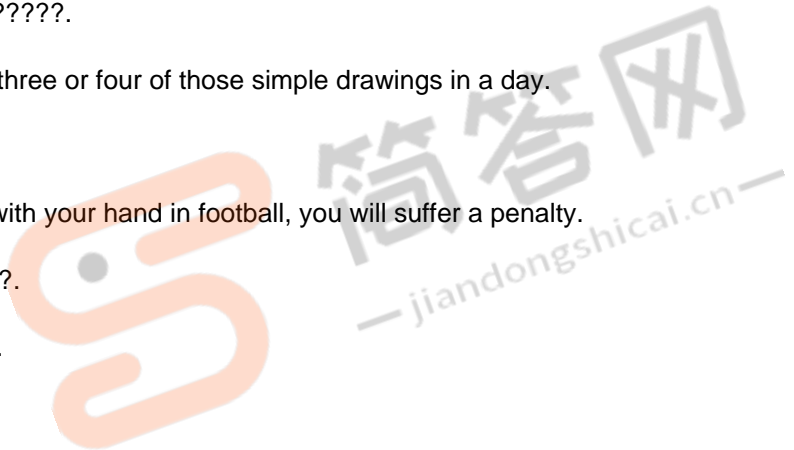 ?????.
three or four of those simple drawings in a day.
with your hand in football, you will suffer a penalty.
?.
.
简答网
jiandongshicai.cn